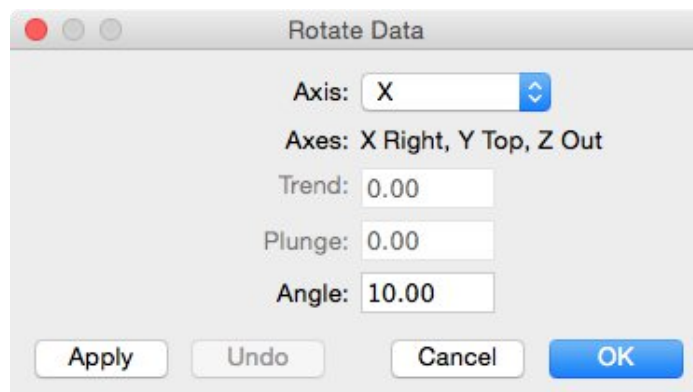 Rotate Data
Axis: X
Axes: X Right, Y Top, Z Out
Trend: 0.00
Plunge: 0.00
Angle: 10.00
Apply Undo Cancel OK